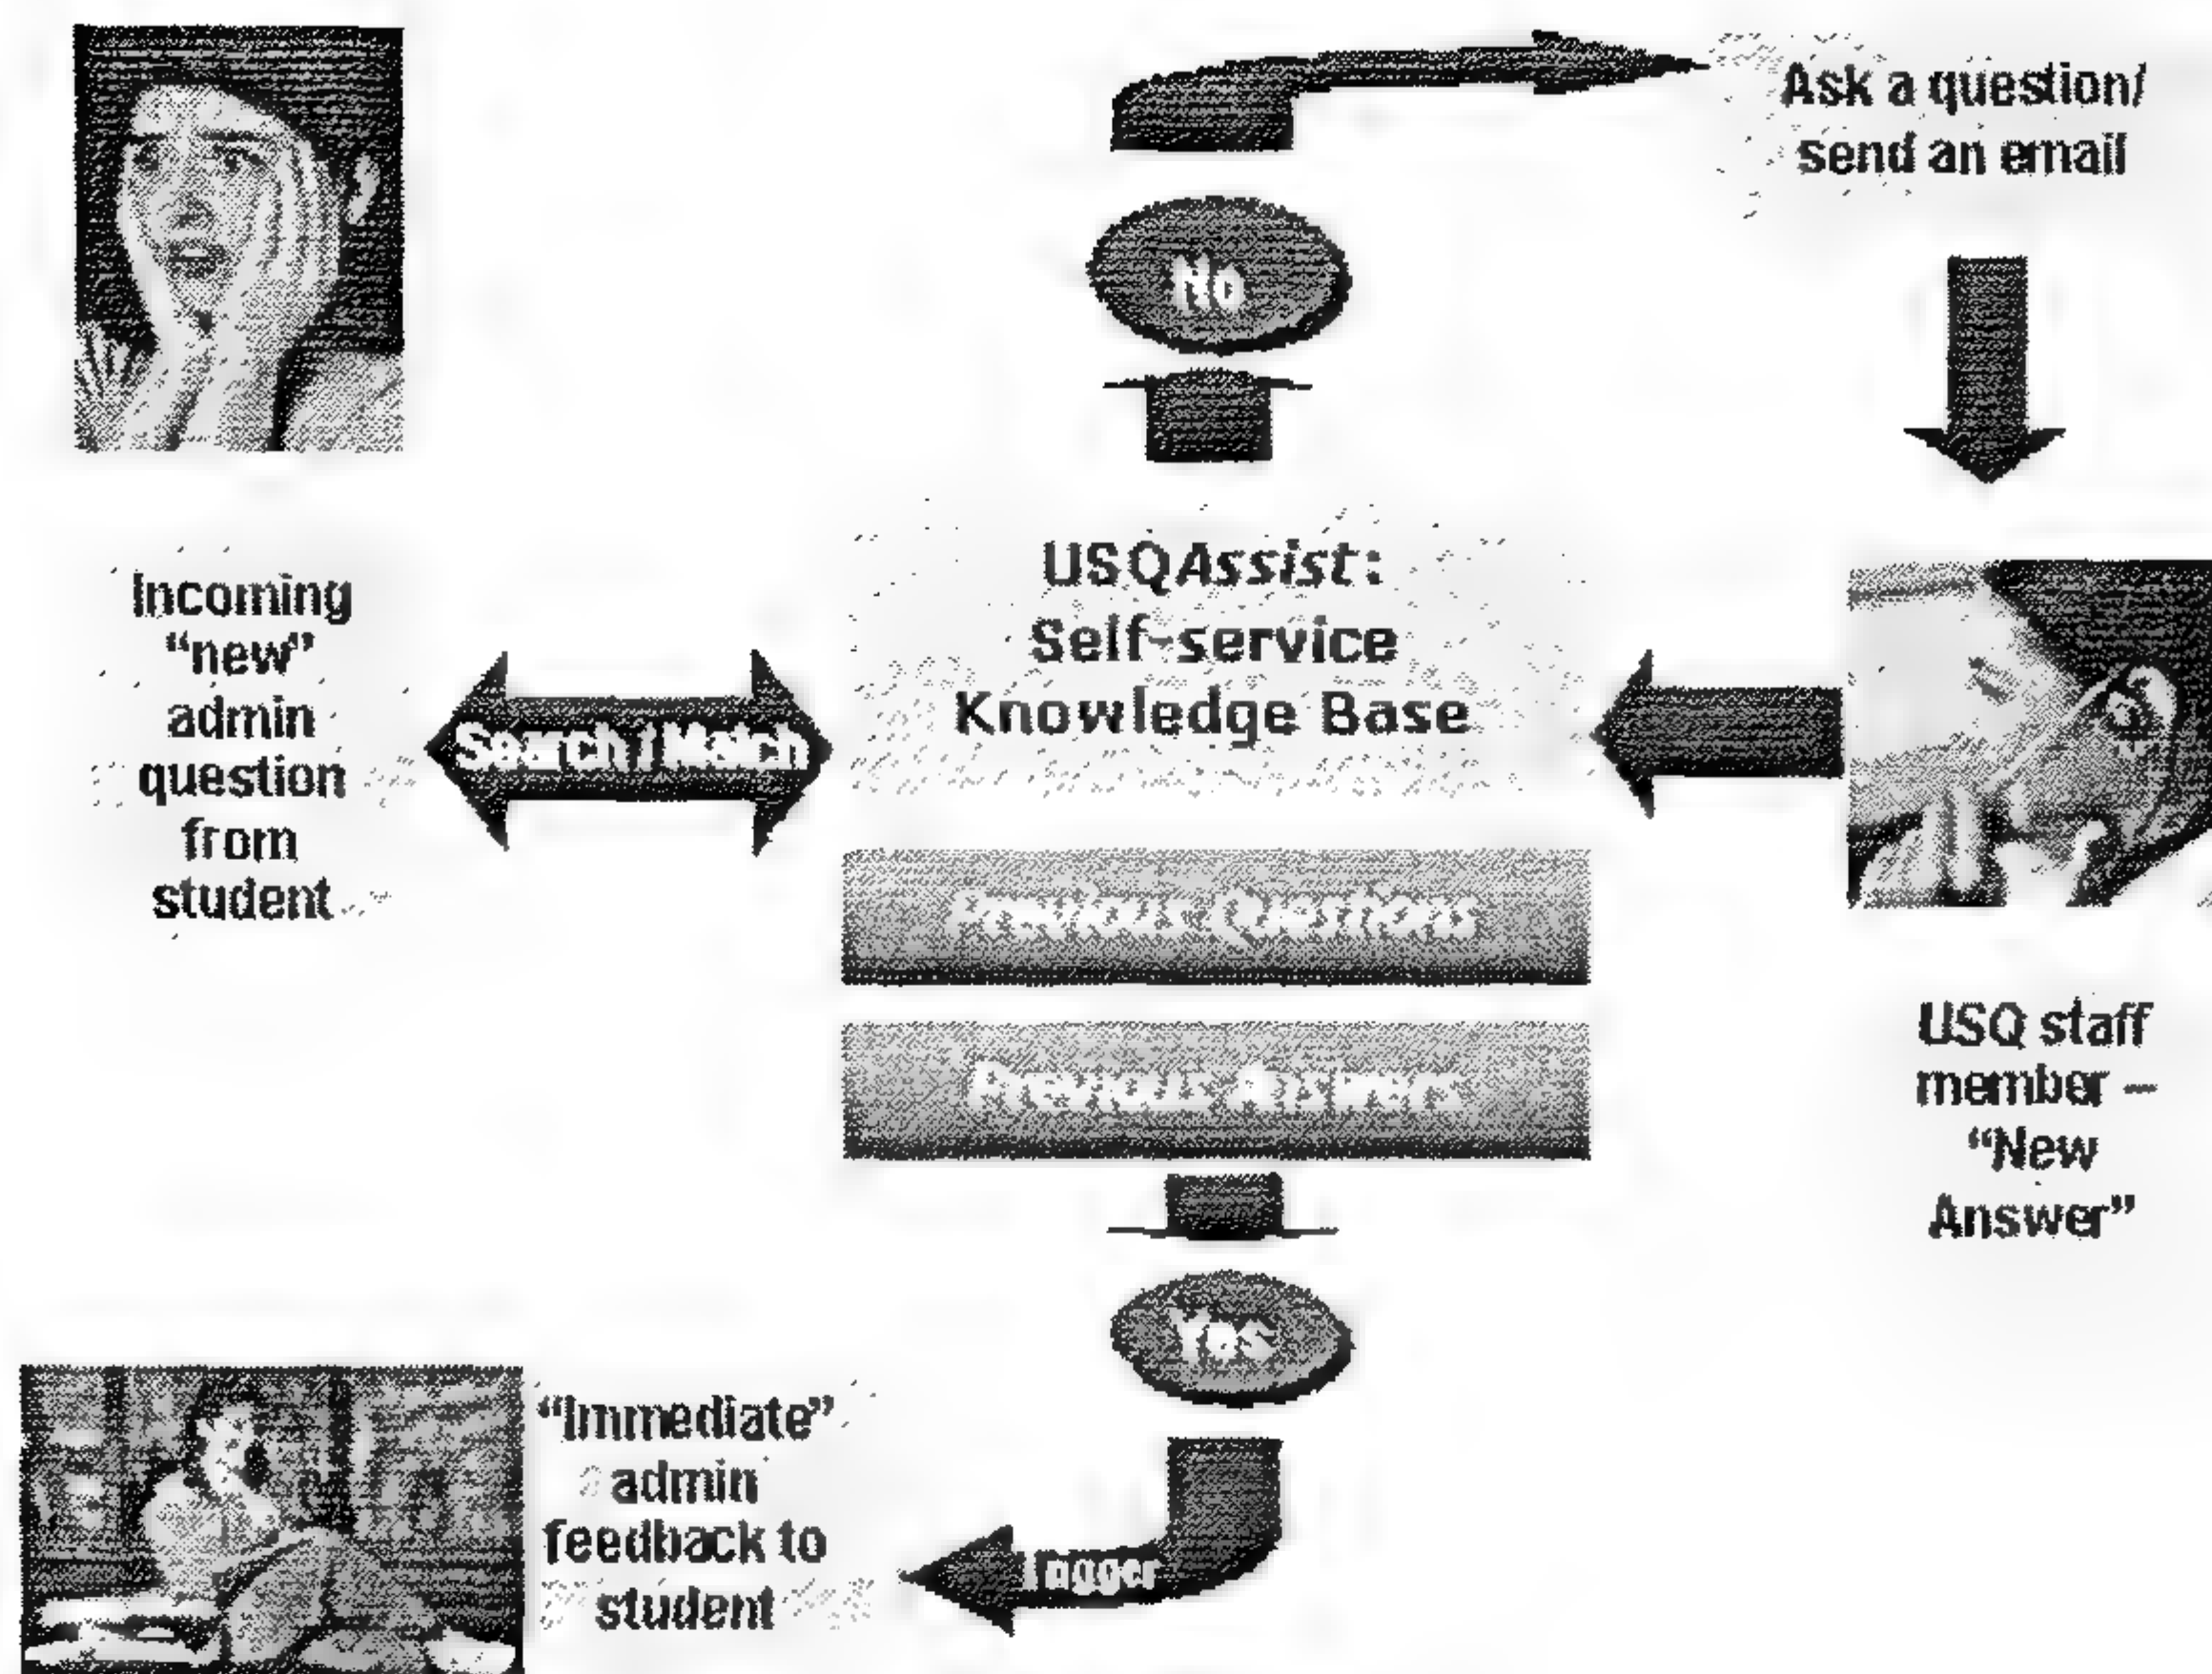 Ask a question/
send an email
No
Incoming
“new”
admin
question
from
student
Search / Match
USQAssist:
Self-service
Knowledge Base
Previous Questions
Previous Answers
USQ staff
member –
“New
Answer”
Yes
“Immediate”
admin
feedback to
student
Trigger